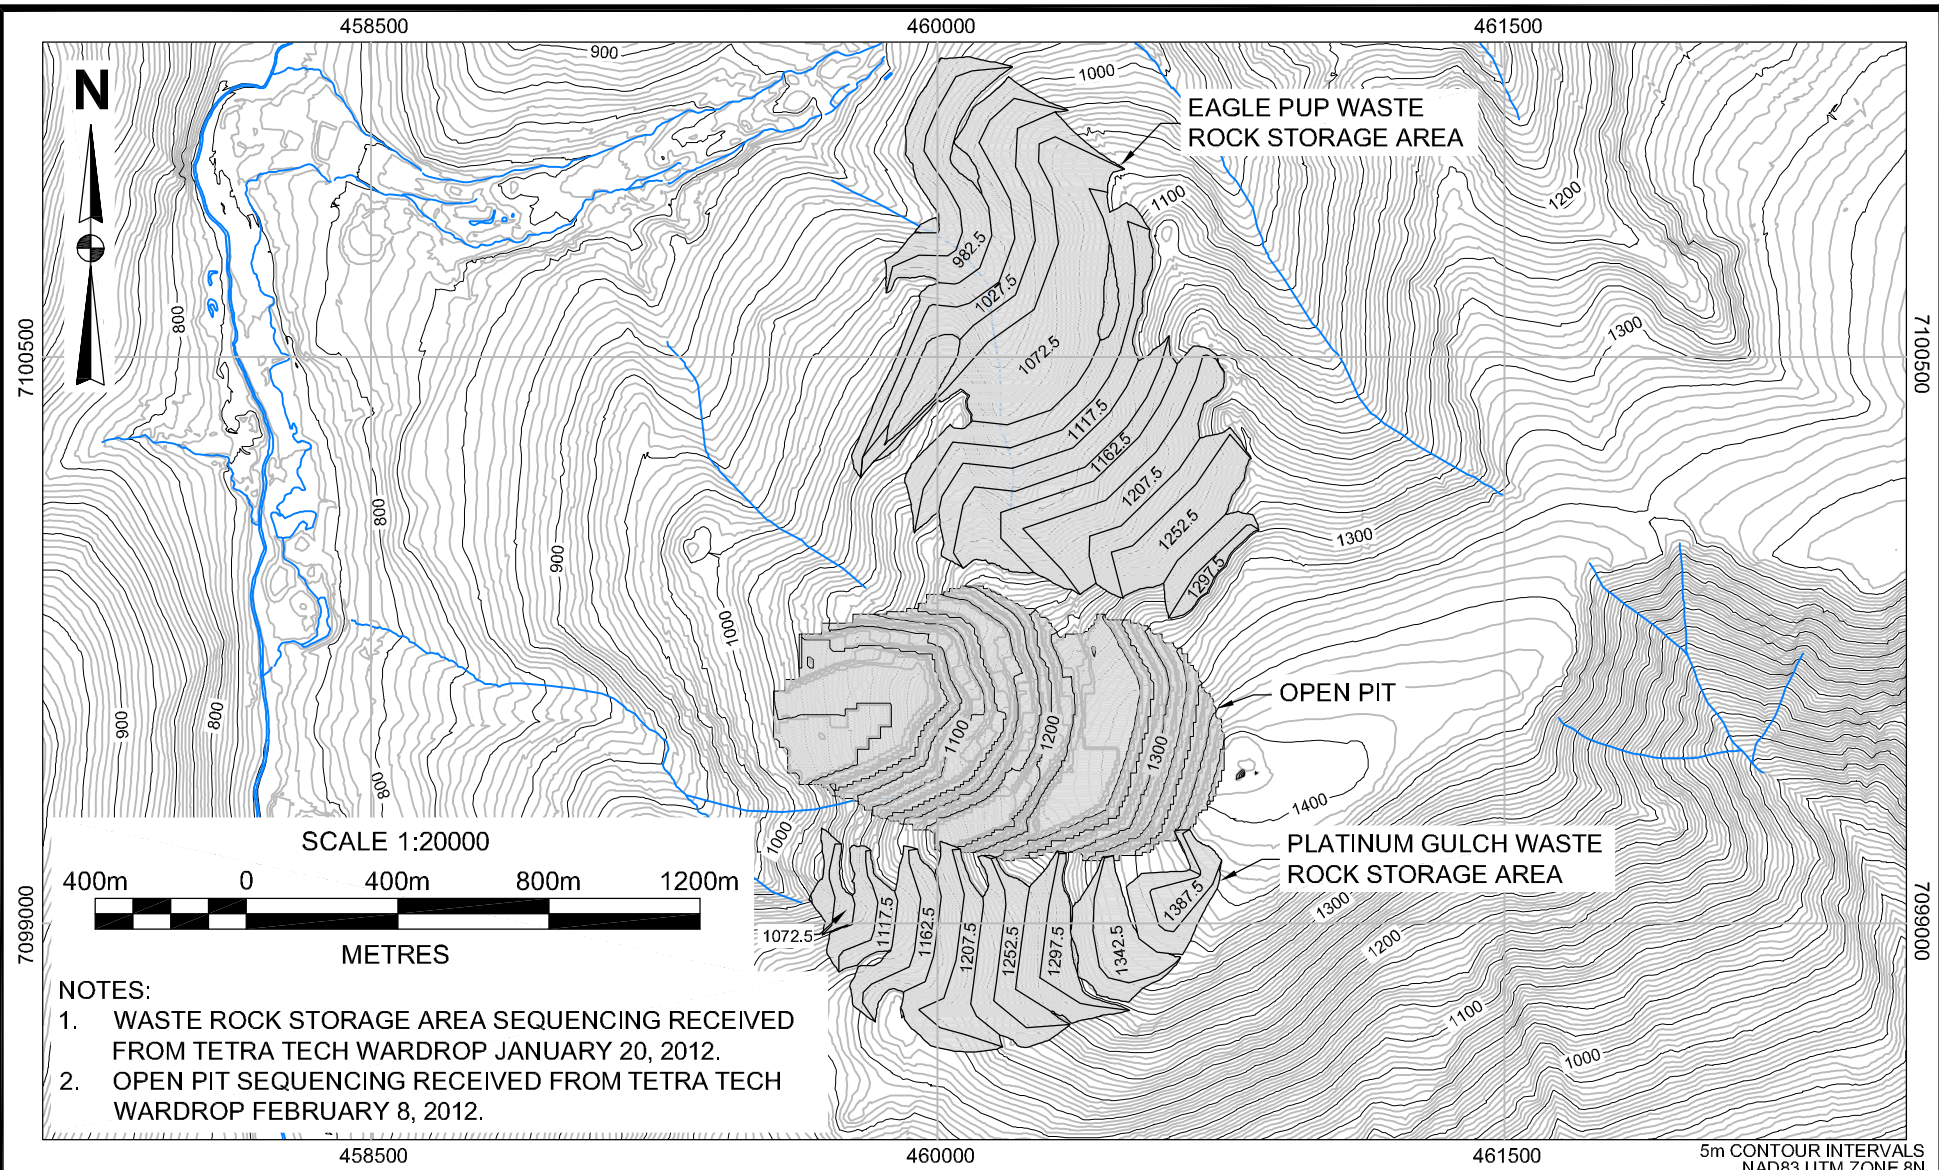 458500 460000 461500
900
1000
N
EAGLE PUP WASTE
ROCK STORAGE AREA
1100
1200
982.5
1027.5
800
1300
7100500
7100500
1072.5
1117.5
1162.5
1207.5
1252.5
1297.5
800
900
1300
1000
OPEN PIT
900
800
1100
1200
1300
800
1400
1000
SCALE 1:20000
400m 0 400m 800m 1200m
METRES
PLATINUM GULCH WASTE
ROCK STORAGE AREA
1387.5
1300
7099000
7099000
1072.5
1117.5
1162.5
1207.5
1252.5
1297.5
1342.5
1200
1100
1000
NOTES:
1. WASTE ROCK STORAGE AREA SEQUENCING RECEIVED
FROM TETRA TECH WARDROP JANUARY 20, 2012.
2. OPEN PIT SEQUENCING RECEIVED FROM TETRA TECH
WARDROP FEBRUARY 8, 2012.
458500 460000 461500
5m CONTOUR INTERVALS
NAD83 UTM ZONE 8N